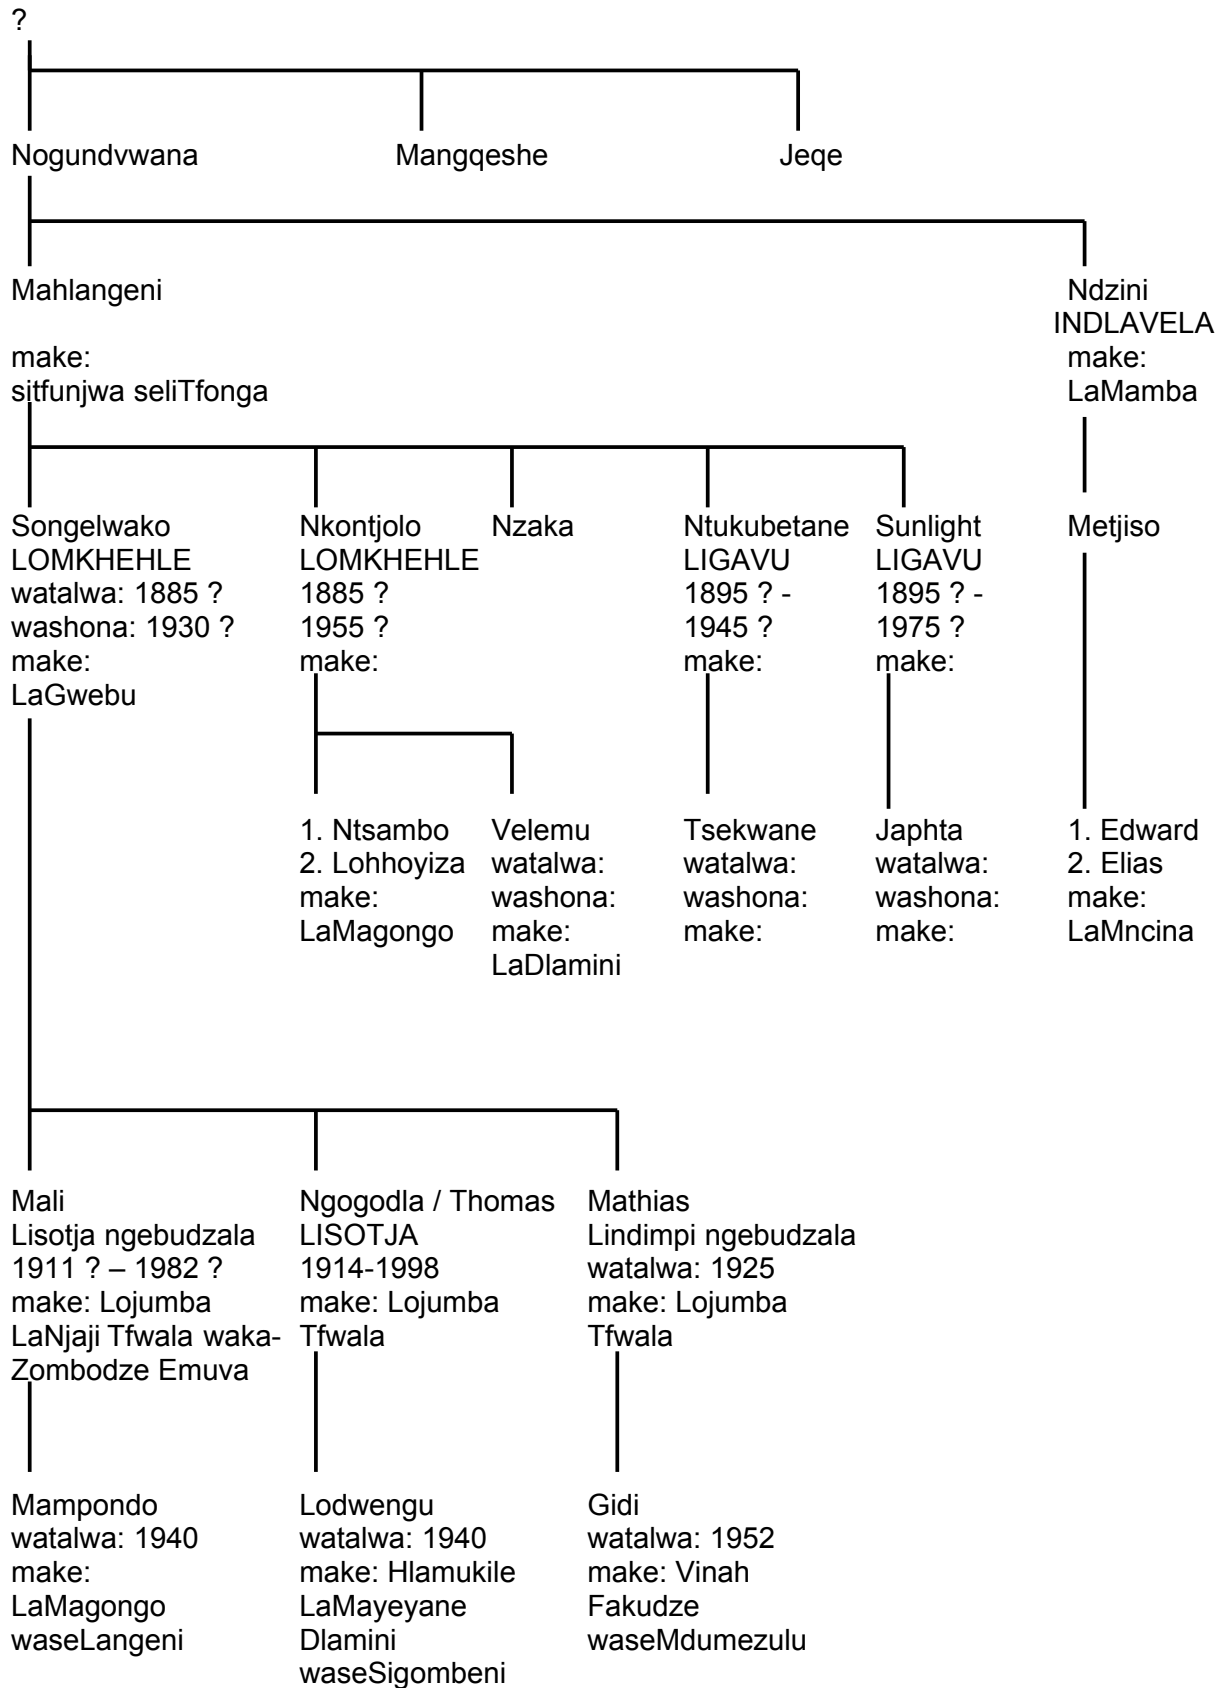 ?
Nogundvwana
Mangqeshe
Jeqe
Mahlangeni
make:
sitfunjwa seliTfonga
Ndzini
INDLAVELA
make:
LaMamba
Songelwako
LOMKHEHLE
watalwa: 1885 ?
washona: 1930 ?
make:
LaGwebu
Nkontjolo
LOMKHEHLE
1885 ?
1955 ?
make:
Nzaka
Ntukubetane
LIGAVU
1895 ? -
1945 ?
make:
Sunlight
LIGAVU
1895 ? -
1975 ?
make:
Metjiso
1. Ntsambo
2. Lohhoyiza
make:
LaMagongo
Velemu
watalwa:
washona:
make:
LaDlamini
Tsekwane
watalwa:
washona:
make:
Japhta
watalwa:
washona:
make:
1. Edward
2. Elias
make:
LaMncina
Mali
Lisotja ngebudzala
1911 ? – 1982 ?
make: Lojumba
LaNjaji Tfwala waka-
Zombodze Emuva
Ngogodla / Thomas
LISOTJA
1914-1998
make: Lojumba
Tfwala
Mathias
Lindimpi ngebudzala
watalwa: 1925
make: Lojumba
Tfwala
Mampondo
watalwa: 1940
make:
LaMagongo
waseLangeni
Lodwengu
watalwa: 1940
make: Hlamukile
LaMayeyane
Dlamini
waseSigombeni
Gidi
watalwa: 1952
make: Vinah
Fakudze
waseMdumezulu